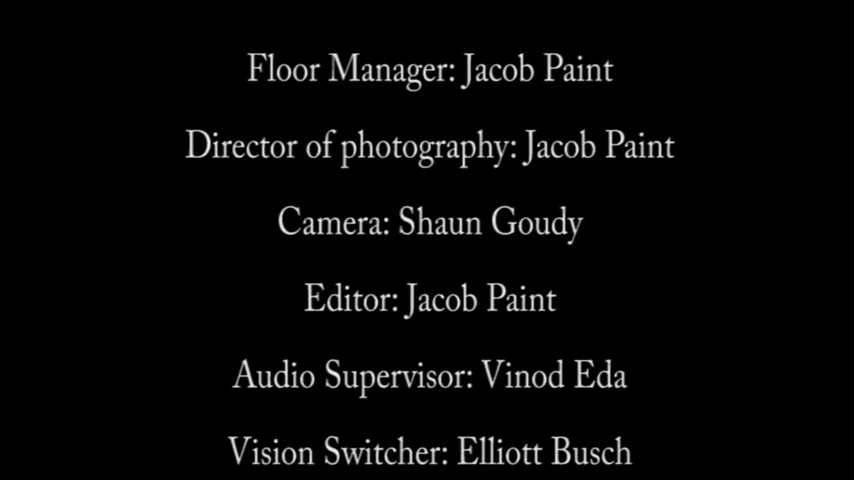 Floor Manager: Jacob Paint
Director of photography: Jacob Paint
Camera: Shaun Goudy
Editor: Jacob Paint
Audio Supervisor: Vinod Eda
Vision Switcher: Elliott Busch